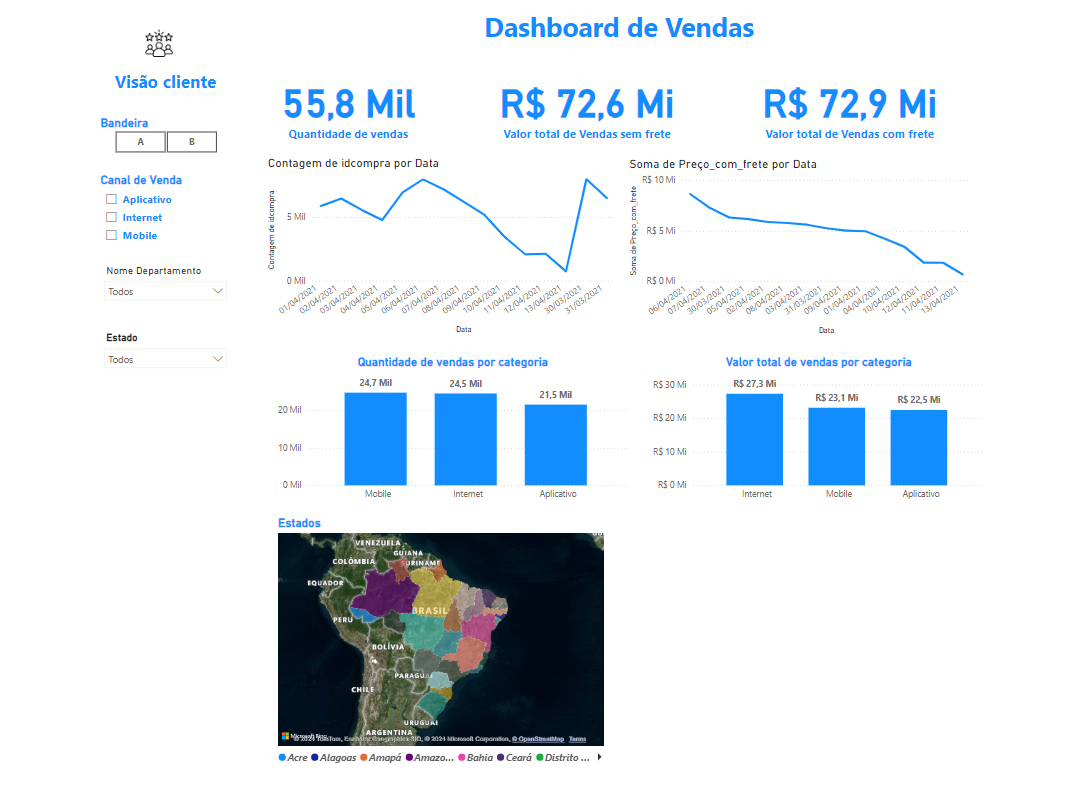 Dashboard de Vendas
Visão cliente
55,8 Mil
Quantidade de vendas
R$ 72,6 Mi
Valor total de Vendas sem frete
R$ 72,9 Mi
Valor total de Vendas com frete
Bandeira
A
B
Canal de Venda
Aplicativo
Internet
Mobile
Nome Departamento
Todos
Estado
Todos
Contagem de idcompra por Data
Contagem de idcompra
5 Mil
0 Mil
01/04/2021
02/04/2021
03/04/2021
04/04/2021
05/04/2021
06/04/2021
07/04/2021
08/04/2021
09/04/2021
10/04/2021
11/04/2021
12/04/2021
13/04/2021
30/03/2021
31/03/2021
Data
Soma de Preço_com_frete por Data
Soma de Preço_com_frete
R$ 10 Mi
R$ 5 Mi
R$ 0 Mi
06/04/2021
07/04/2021
30/03/2021
05/04/2021
02/04/2021
08/04/2021
03/04/2021
31/03/2021
09/04/2021
01/04/2021
04/04/2021
10/04/2021
12/04/2021
11/04/2021
13/04/2021
Data
Quantidade de vendas por categoria
20 Mil
10 Mil
0 Mil
24,7 Mil
24,5 Mil
21,5 Mil
Mobile
Internet
Aplicativo
Valor total de vendas por categoria
R$ 30 Mi
R$ 20 Mi
R$ 10 Mi
R$ 0 Mi
R$ 27,3 Mi
R$ 23,1 Mi
R$ 22,5 Mi
Internet
Mobile
Aplicativo
Estados
VENEZUELA
GUIANA
COLÔMBIA
URINAME
EQUADOR
BRASIL
PERU
BOLÍVIA
PARAGUA
CHILE
URUGUAI
ARGENTINA
© 2024 TomTom, © 2024 Microsoft Corporation, © OpenStreetMap Terms
Acre Alagoas Amapá Amazo... Bahia Ceará Distrito ...